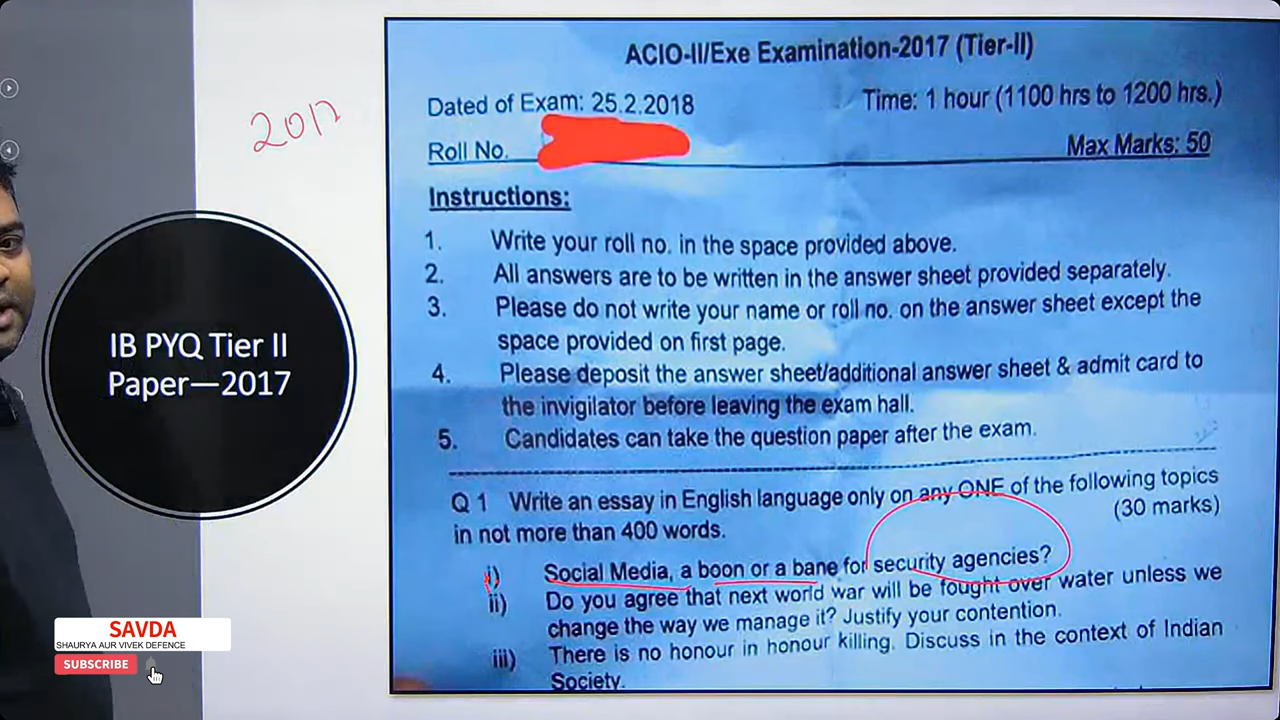 2017
IB PYQ Tier II
Paper—2017
ACIO-II/Exe Examination-2017 (Tier-II)
Dated of Exam: 25.2.2018 Time: 1 hour (1100 hrs to 1200 hrs.)
Roll No. Max Marks: 50
Instructions:
1. Write your roll no. in the space provided above.
2. All answers are to be written in the answer sheet provided separately.
3. Please do not write your name or roll no. on the answer sheet except the
space provided on first page.
4. Please deposit the answer sheet/additional answer sheet & admit card to
the invigilator before leaving the exam hall.
5. Candidates can take the question paper after the exam.
Q 1 Write an essay in English language only on any ONE of the following topics
in not more than 400 words. (30 marks)
i) Social Media, a boon or a bane for security agencies?
ii) Do you agree that next world war will be fought over water unless we
change the way we manage it? Justify your contention.
iii) There is no honour in honour killing. Discuss in the context of Indian
Society.
SAVDA
SHAURYA AUR VIVEK DEFENCE
SUBSCRIBE